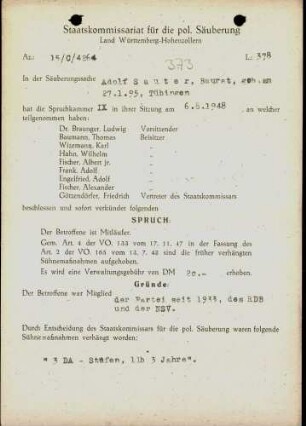 Staatskommissariat für die pol. Säuberung
Land Württemberg-Hohenzollern
Az: 15/C/4964
L: 378
373
In der Säuberungssache Adolf Sauter, Baurat, geb.am
27.1.95, Tübingen
hat die Spruchkammer IX in ihrer Sitzung am 6.8.1948, an welcher
teilgenommen haben:
Dr. Braunger, Ludwig Vorsitzender
Baumann, Thomas Beisitzer
Witzemann, Karl „
Hahn, Wilhelm „
Fischer, Albert jr. „
Frank, Adolf „
Engelfried, Adolf „
Fischer, Alexander „
Göttendörfer, Friedrich Vertreter des Staatskommissars
beschlossen und sofort verkündet folgenden
SPRUCH:
Der Betroffene ist Mitläufer.
Gem. Art. 4 der VO. 133 vom 17. 11. 47 in der Fassung des
Art. 2 der VO. 165 vom 13. 7. 48 sind die früher verhängten
Sühnemaßnahmen aufgehoben.
Es wird eine Verwaltungsgebühr von DM 20.- erhoben.
Gründe:
Der Betroffene war Mitglied
der Partei seit 1933, des RDB
und der NSV.
Durch Entscheidung des Staatskommissars für die pol. Säuberung waren folgende
Sühnemaßnahmen verhängt worden:
" 3 DA - Stufen, 11b 3 Jahre".